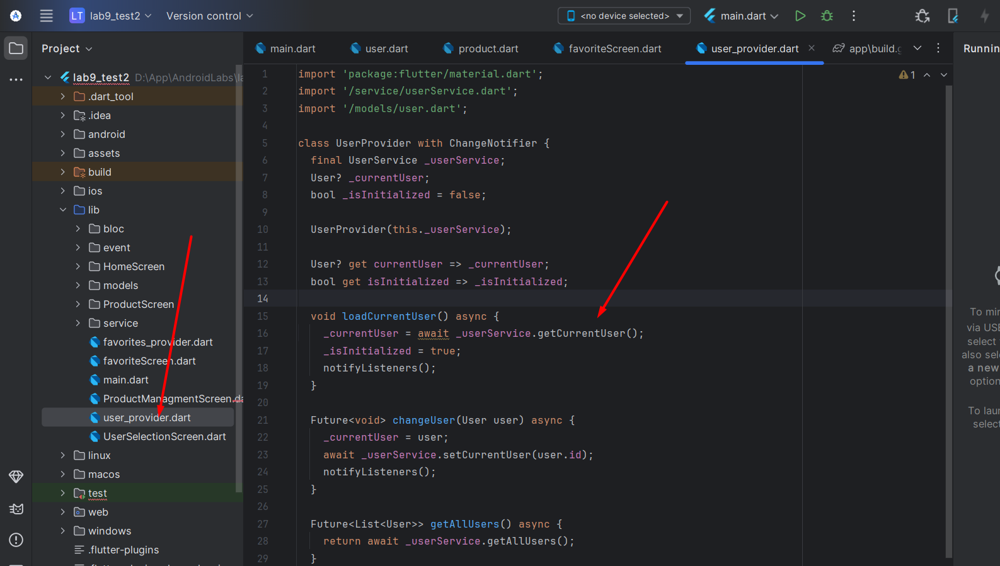 LT lab9_test2 Version control <no device selected> main.dart
Project
main.dart user.dart product.dart favoriteScreen.dart user_provider.dart app\build.g
Runnin
lab9_test2 D:\App\AndroidLabs\la
.dart_tool
.idea
android
assets
build
ios
lib
bloc
event
HomeScreen
models
ProductScreen
service
favorites_provider.dart
favoriteScreen.dart
main.dart
ProductManagmentScreen.da
user_provider.dart
UserSelectionScreen.dart
linux
macos
test
web
windows
.flutter-plugins
1 import 'package:flutter/material.dart';
2 import '/service/userService.dart';
3 import '/models/user.dart';
4
5 class UserProvider with ChangeNotifier {
6 final UserService _userService;
7 User? _currentUser;
8 bool _isInitialized = false;
9
10 UserProvider(this._userService);
11
12 User? get currentUser => _currentUser;
13 bool get isInitialized => _isInitialized;
14
15 void loadCurrentUser() async {
16 _currentUser = await _userService.getCurrentUser();
17 _isInitialized = true;
18 notifyListeners();
19 }
20
21 Future<void> changeUser(User user) async {
22 _currentUser = user;
23 await _userService.setCurrentUser(user.id);
24 notifyListeners();
25 }
26
27 Future<List<User>> getAllUsers() async {
28 return await _userService.getAllUsers();
29 }
1
To mir
via USB
select
also sel
a new
option
To laun
select